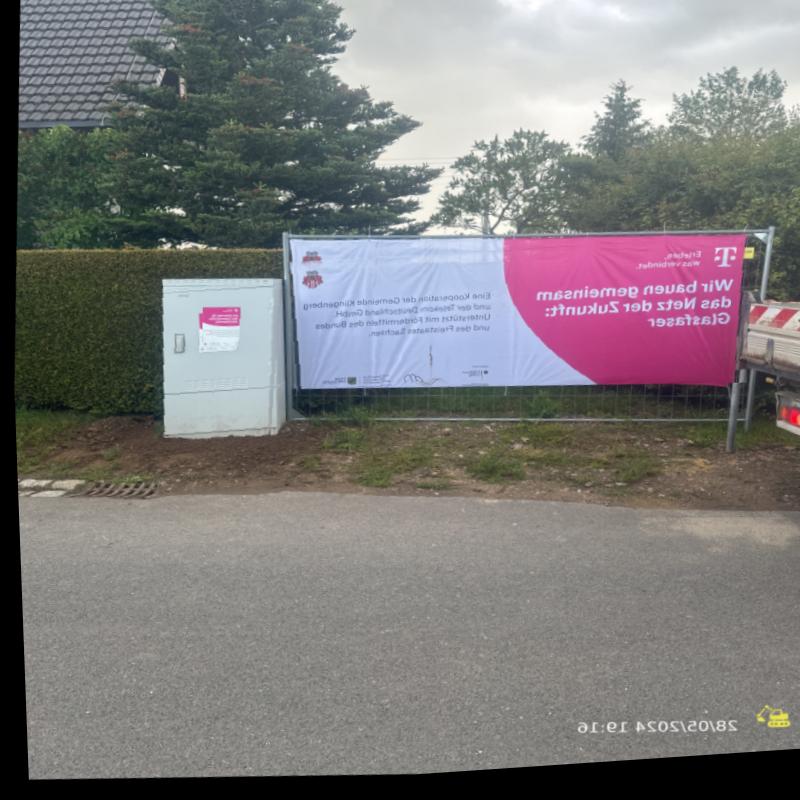 Erleben,
was verbindet.
Wir bauen gemeinsam
das Netz der Zukunft:
Glasfaser
Eine Kooperation der Gemeinde Klingenberg
und der Telekom Deutschland GmbH.
Unterstützt mit Fördermitteln des Bundes
und des Freistaates Sachsen.
28/05/2024 19:16